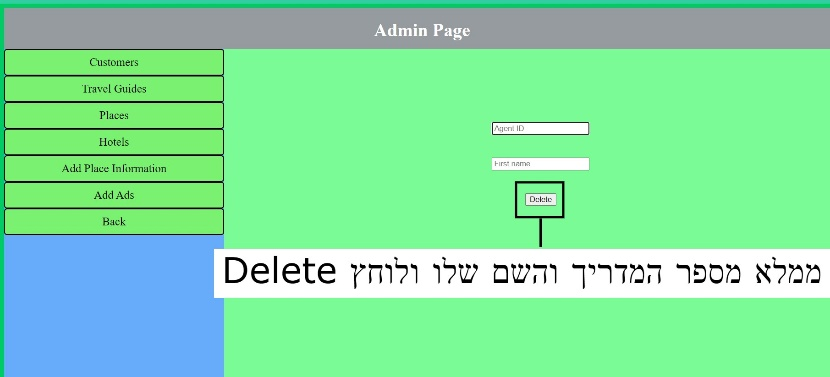 Admin Page
Customers
Travel Guides
Places
Hotels
Add Place Information
Add Ads
Back
Agent ID
First name
Delete
ממלא מספר המדריך והשם שלו ולוחץ Delete